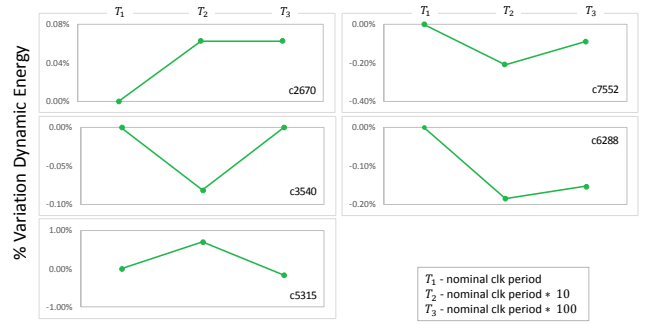 T₁ T₂ T₃
T₁ T₂ T₃
% Variation Dynamic Energy
0.08%
0.04%
0.00%
c2670
0.00%
-0.20%
-0.40%
c7552
0.00%
-0.05%
-0.10%
c3540
0.00%
-0.10%
-0.20%
c6288
1.00%
0.00%
-1.00%
c5315
T₁ - nominal clk period
T₂ - nominal clk period * 10
T₃ - nominal clk period * 100